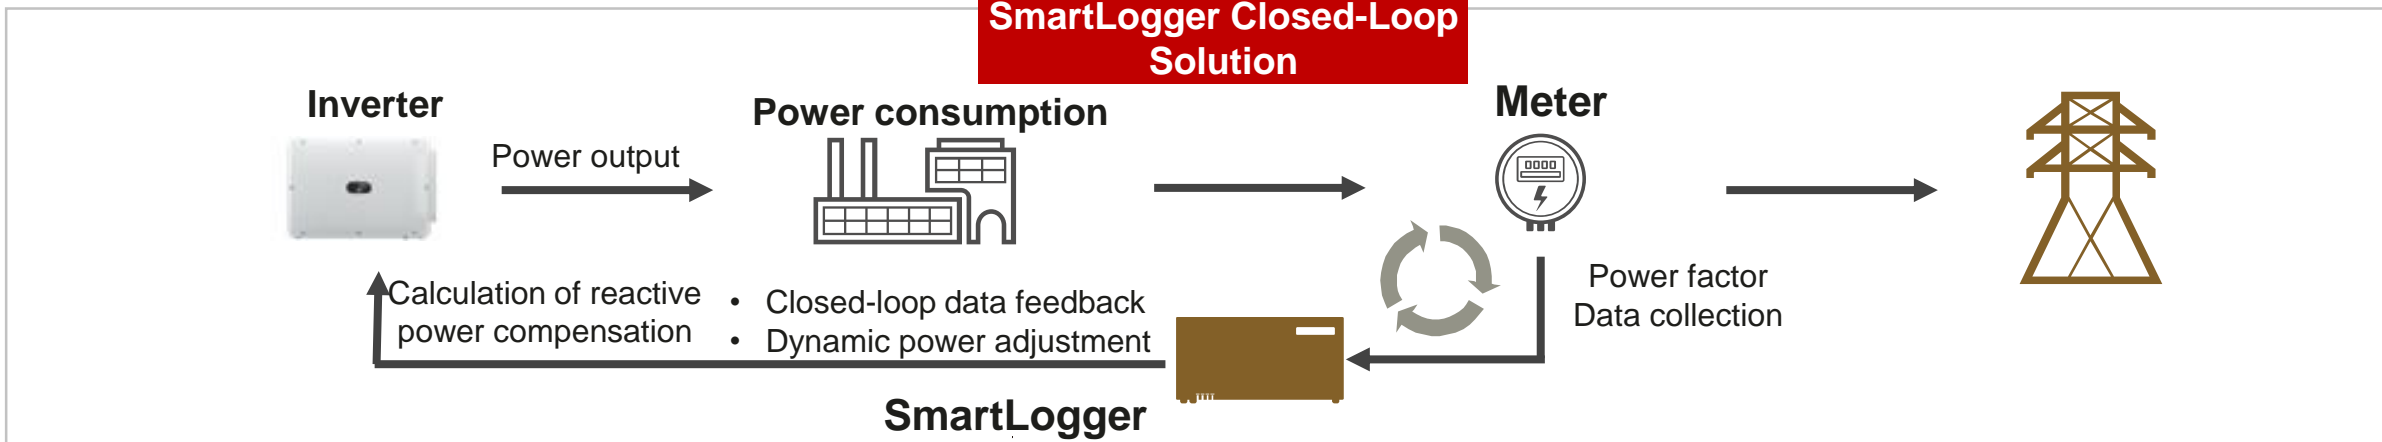 SmartLogger Closed-Loop
Solution
Inverter
Power output
Power consumption
Meter
0000
Calculation of reactive
power compensation
• Closed-loop data feedback
• Dynamic power adjustment
Power factor
Data collection
SmartLogger